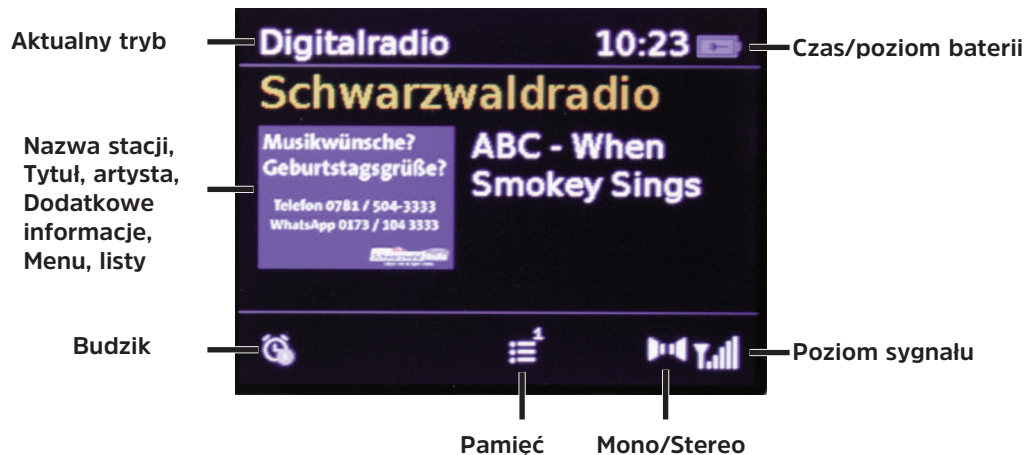 Aktualny tryb
Digitalradio
10:23
Czas/poziom baterii
Schwarzwaldradio
Nazwa stacji,
Tytuł, artysta,
Dodatkowe
informacje,
Menu, listy
Musikwünsche?
Geburtstagsgrüße?
Telefon 0781 / 504-3333
WhatsApp 0173 / 104 3333
ABC - When
Smokey Sings
Budzik
1
Poziom sygnału
Pamięć
Mono/Stereo